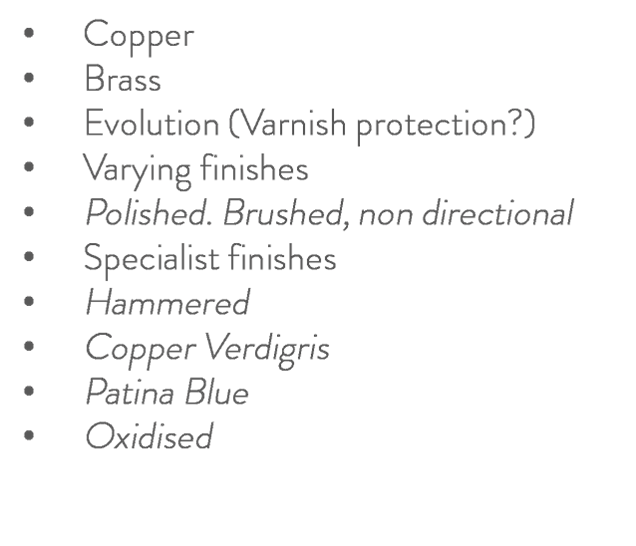 • Copper
• Brass
• Evolution (Varnish protection?)
• Varying finishes
• Polished. Brushed, non directional
• Specialist finishes
• Hammered
• Copper Verdigris
• Patina Blue
• Oxidised